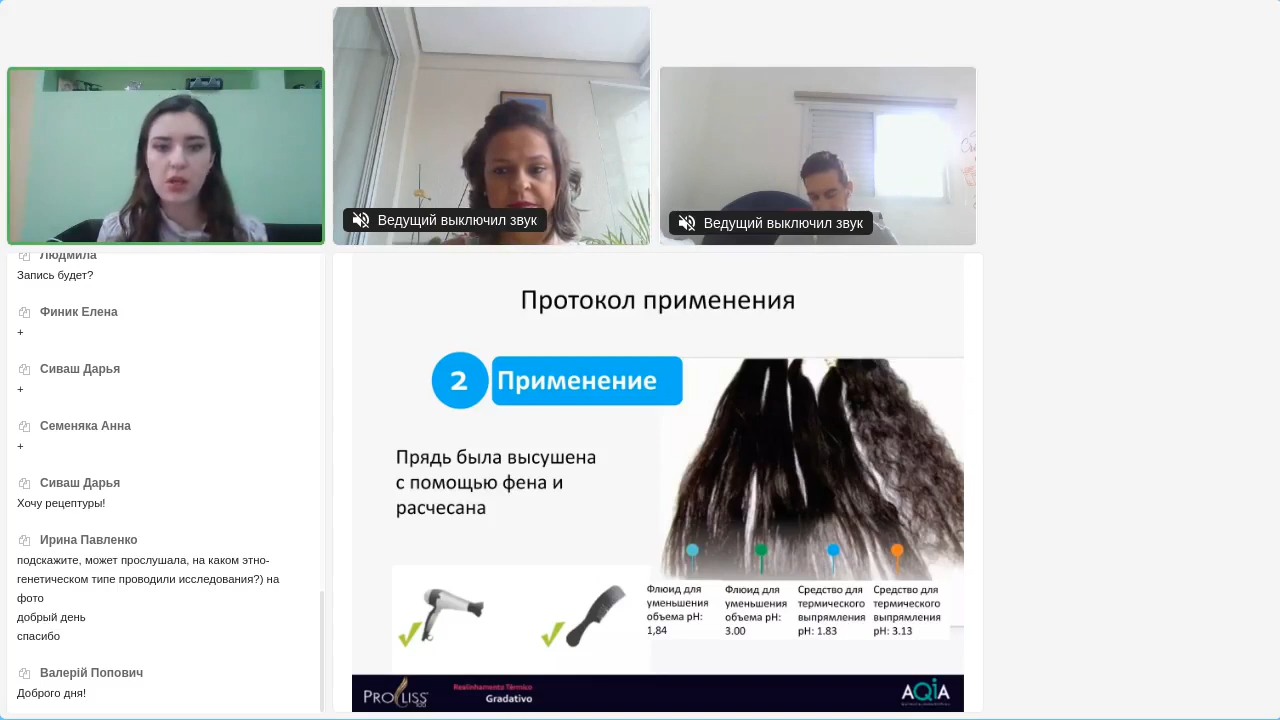 Ведущий выключил звук
Ведущий выключил звук
Людмила
Запись будет?
Финик Елена
+
Сиваш Дарья
+
Семеняка Анна
+
Сиваш Дарья
Хочу рецептуры!
Ирина Павленко
подскажите, может прослушала, на каком этно-
генетическом типе проводили исследования?) на
фото
добрый день
спасибо
Валерій Попович
Доброго дня!
Протокол применения
2 Применение
Прядь была высушена
с помощью фена и
расчесана
Флюид для
уменьшения
объема pH:
1,84
Флюид для
уменьшения
объема pH:
3.00
Средство для
термического
выпрямления
pH: 1.83
Средство для
термического
выпрямления
pH: 3.13
PROLISS
100
Realinhamento Térmico
Gradativo
AQIA